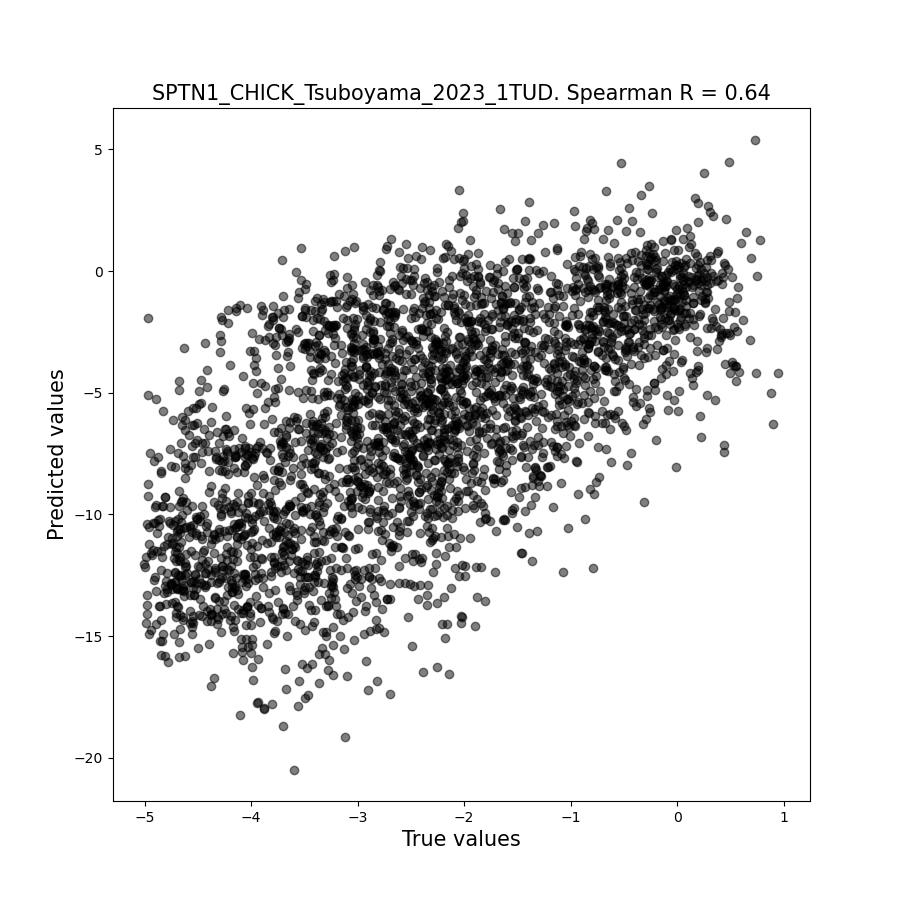 SPTN1_CHICK_Tsuboyama_2023_1TUD. Spearman R = 0.64
5
0
−5
−10
−15
−20
Predicted values
−5 −4 −3 −2 −1 0 1
True values